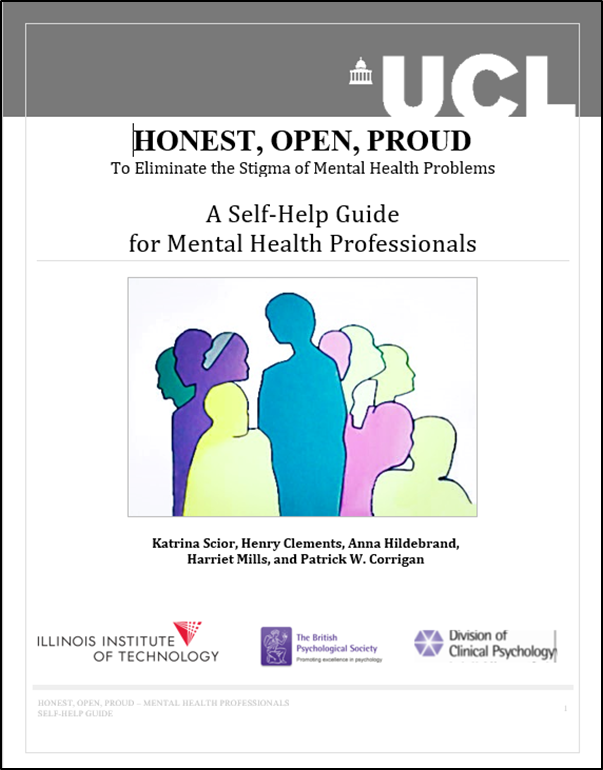 UCL
HONEST, OPEN, PROUD
To Eliminate the Stigma of Mental Health Problems
A Self-Help Guide
for Mental Health Professionals
Katrina Scior, Henry Clements, Anna Hildebrand,
Harriet Mills, and Patrick W. Corrigan
ILLINOIS INSTITUTE
OF TECHNOLOGY
The British
Psychological Society
Promoting excellence in psychology
Division of
Clinical Psychology
HONEST, OPEN, PROUD – MENTAL HEALTH PROFESSIONALS
SELF-HELP GUIDE
1